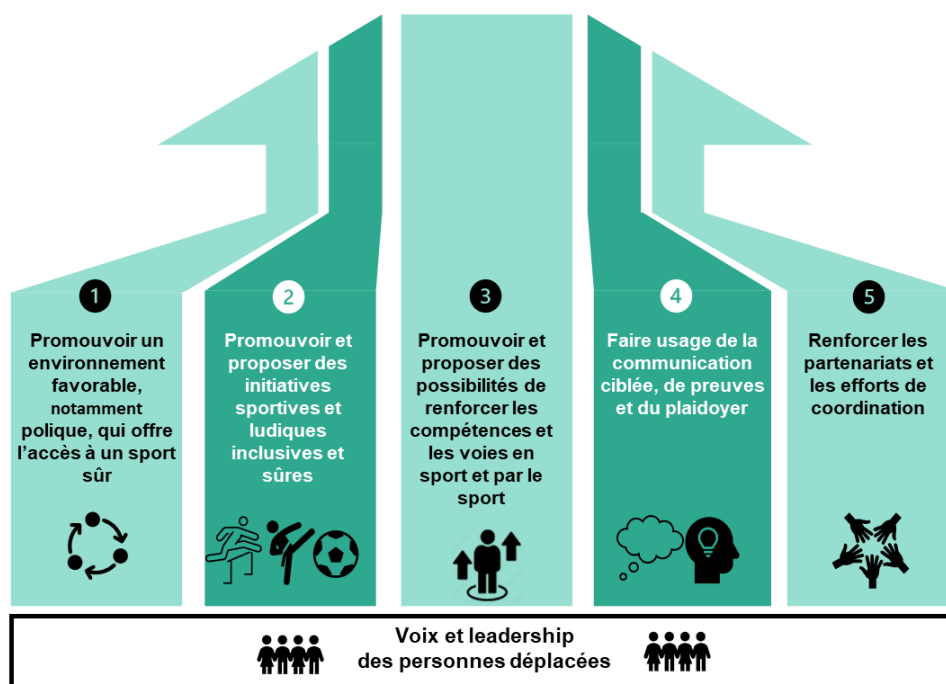 1
Promouvoir un
environnement
favorable,
notamment
polique, qui offre
l'accès à un sport
sûr
2
Promouvoir et
proposer des
initiatives
sportives et
ludiques
inclusives et
sûres
3
Promouvoir et
proposer des
possibilités de
renforcer les
compétences et
les voies en
sport et par le
sport
4
Faire usage de la
communication
ciblée, de preuves
et du plaidoyer
5
Renforcer les
partenariats et
les efforts de
coordination
Voix et leadership
des personnes déplacées